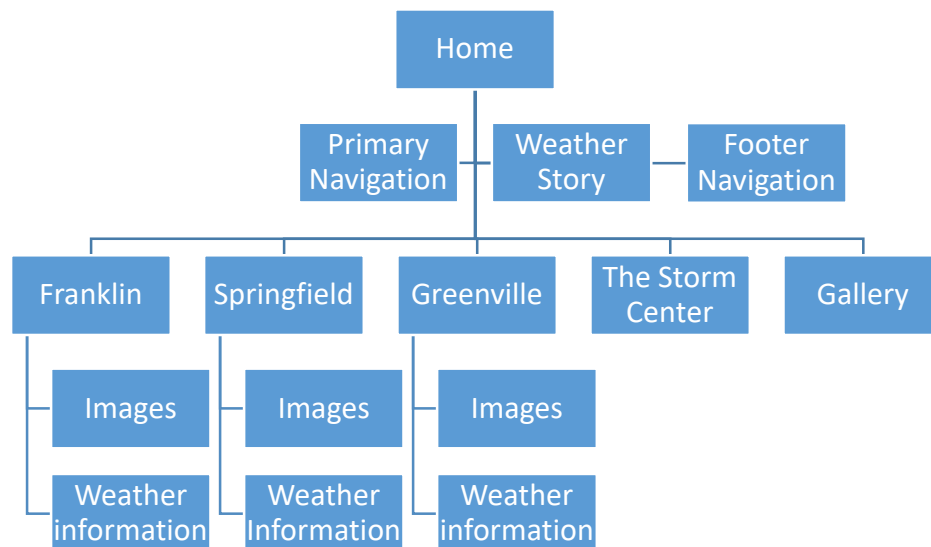 Home
Primary
Navigation
Weather
Story
Footer
Navigation
Franklin
Springfield
Greenville
The Storm
Center
Gallery
Images
Images
Images
Weather
information
Weather
Information
Weather
information